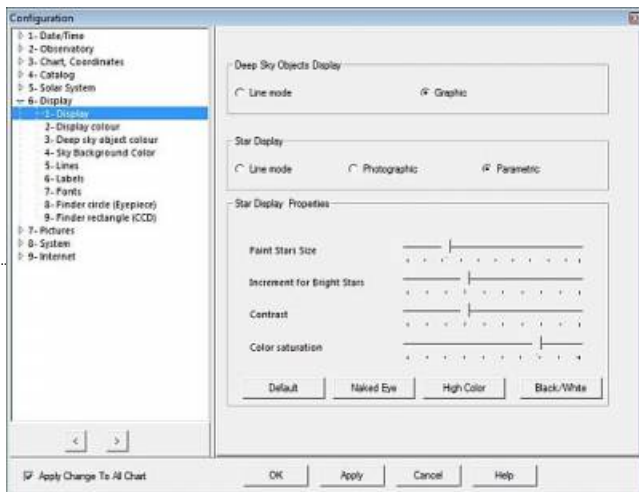 Configuration
1- Date/Time
2- Observatory
3- Chart, Coordinates
4- Catalog
5- Solar System
6- Display
1- Display
2- Display colour
3- Deep sky object colour
4- Sky Background Color
5- Lines
6- Labels
7- Fonts
8- Finder circle (Eyepiece)
9- Finder rectangle (CCD)
7- Pictures
8- System
9- Internet
< >
Deep Sky Objects Display
Line mode Graphic
Star Display
Line mode Photographic Parametric
Star Display Properties
Faint Stars Size
Increment for Bright Stars
Contrast
Color saturation
Default Naked Eye High Color Black/White
Apply Change To All Chart OK Apply Cancel Help